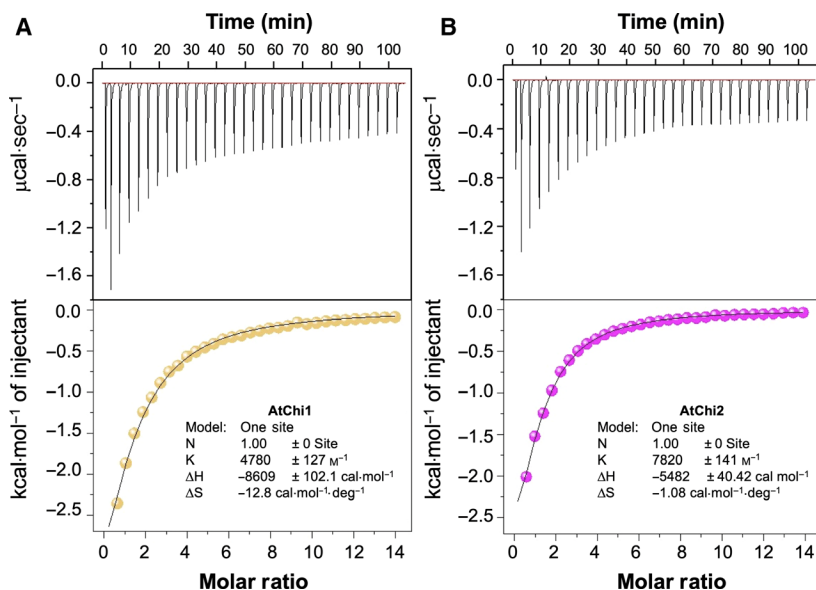 A
Time (min)
0 10 20 30 40 50 60 70 80 90 100
0.0
−0.4
−0.8
−1.2
−1.6
μcal·sec−1
0.0
−0.5
−1.0
−1.5
−2.0
−2.5
kcal·mol−1 of injectant
AtChi1
Model: One site
N 1.00 ± 0 Site
K 4780 ± 127 M−1
ΔH −8609 ± 102.1 cal·mol−1
ΔS −12.8 cal·mol−1·deg−1
0 2 4 6 8 10 12 14
Molar ratio
B
Time (min)
0 10 20 30 40 50 60 70 80 90 100
0.0
−0.4
−0.8
−1.2
−1.6
μcal·sec−1
0.0
−0.5
−1.0
−1.5
−2.0
−2.5
kcal·mol−1 of injectant
AtChi2
Model: One site
N 1.00 ± 0 Site
K 7820 ± 141 M−1
ΔH −5482 ± 40.42 cal mol−1
ΔS −1.08 cal·mol−1·deg−1
0 2 4 6 8 10 12 14
Molar ratio